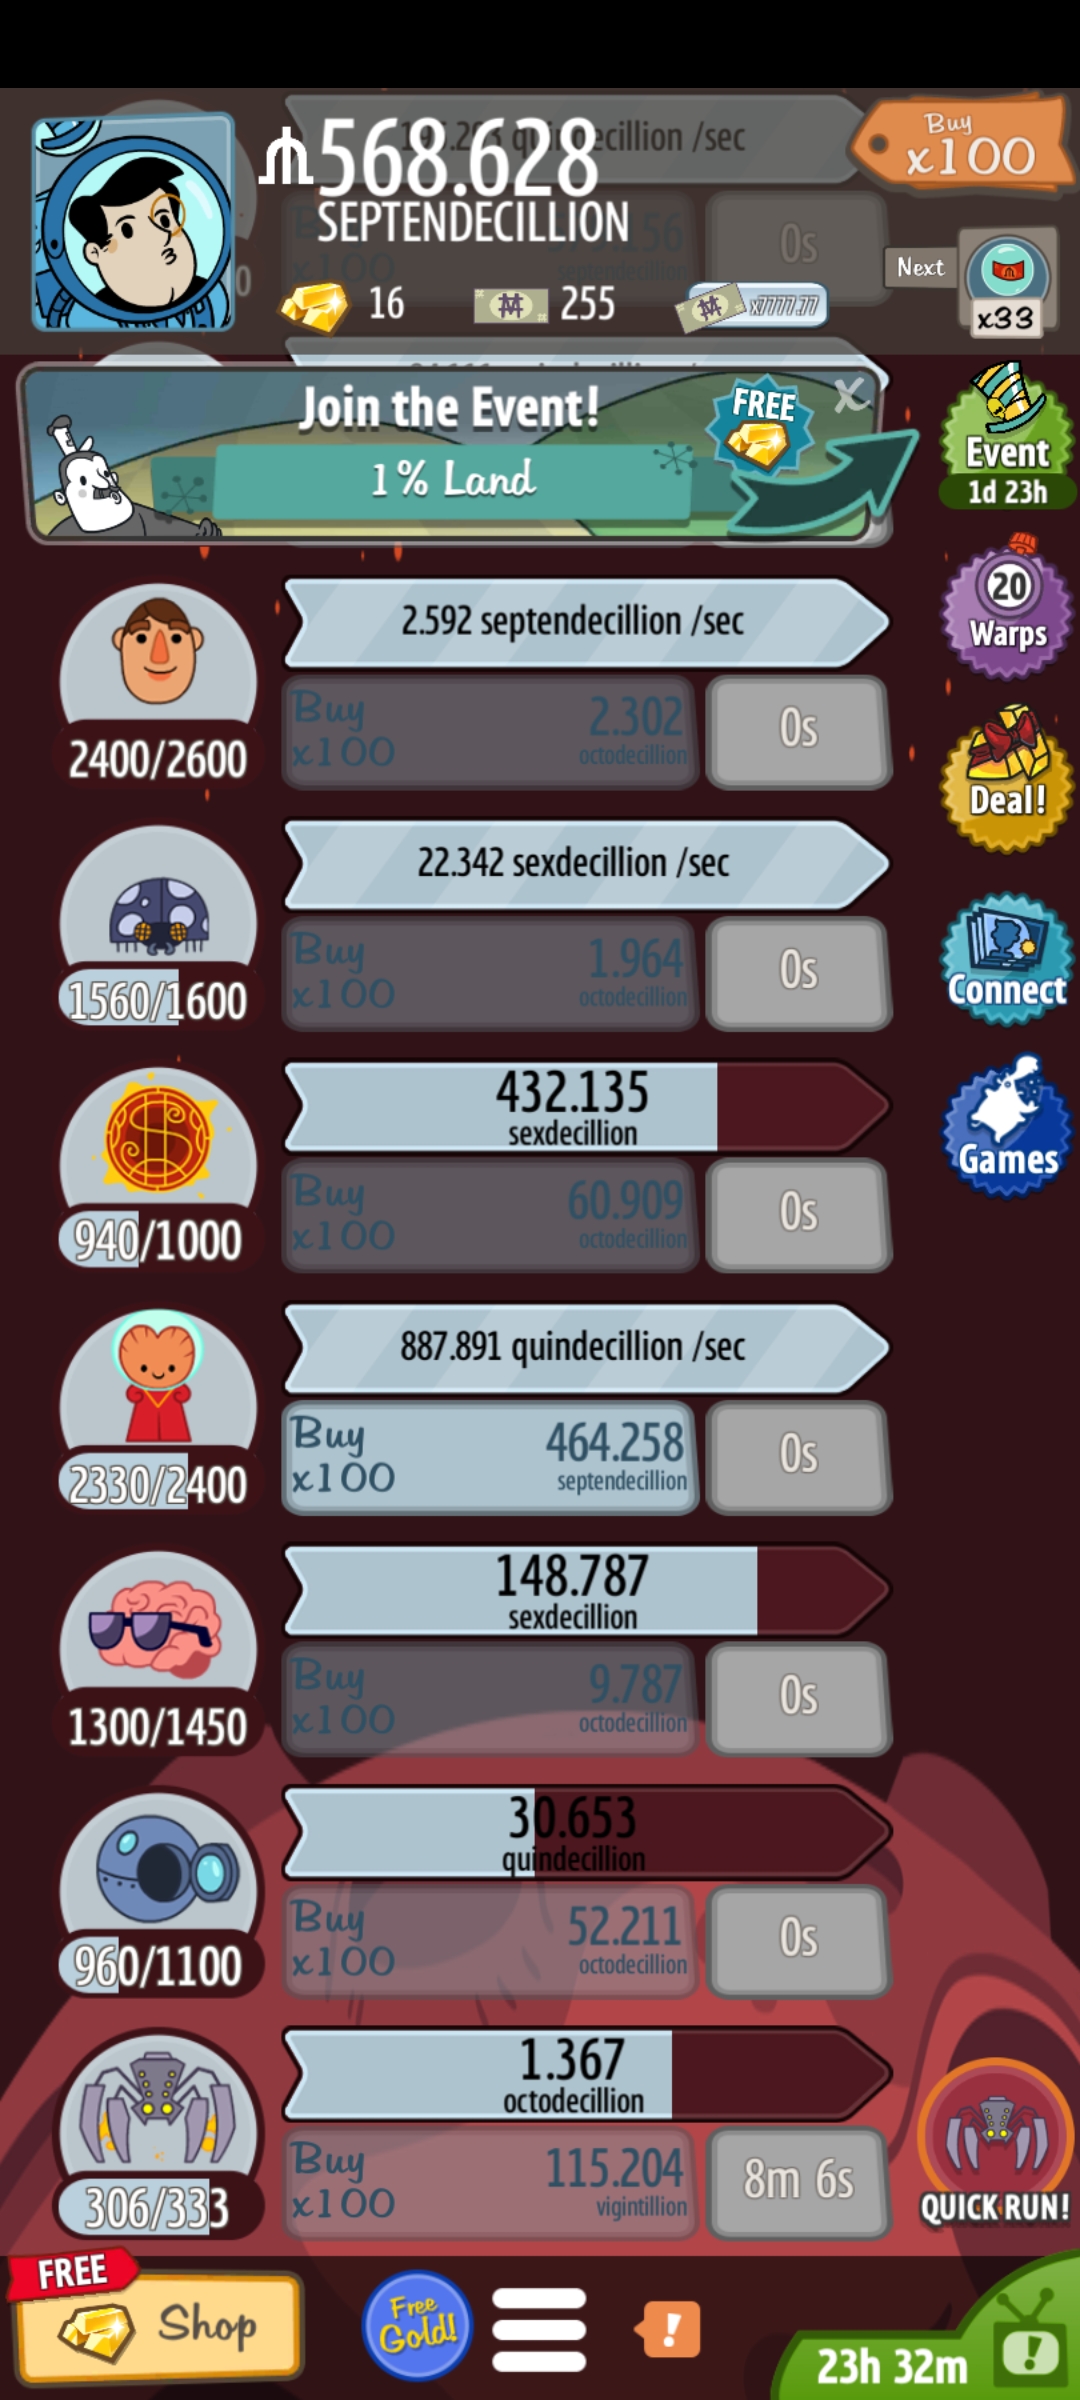 568.628
SEPTENDECILLION
Buy
x100
quindecillion /sec
0s
Next
x33
16
255
x7777.77
Join the Event!
1% Land
FREE
X
Event
1d 23h
2.592 septendecillion /sec
Buy
x100
2.302
octodecillion
0s
2400/2600
20
Warps
Deal!
22.342 sexdecillion /sec
Buy
x100
1.964
octodecillion
0s
1560/1600
Connect
432.135
sexdecillion
Buy
x100
60.909
octodecillion
0s
940/1000
Games
887.891 quindecillion /sec
Buy
x100
464.258
septendecillion
0s
2330/2400
148.787
sexdecillion
Buy
x100
9.787
octodecillion
0s
1300/1450
30.653
quindecillion
Buy
x100
52.211
octodecillion
0s
960/1100
1.367
octodecillion
Buy
x100
115.204
vigintillion
8m 6s
306/333
QUICK RUN!
FREE
Shop
Free
Gold!
!
23h 32m
!